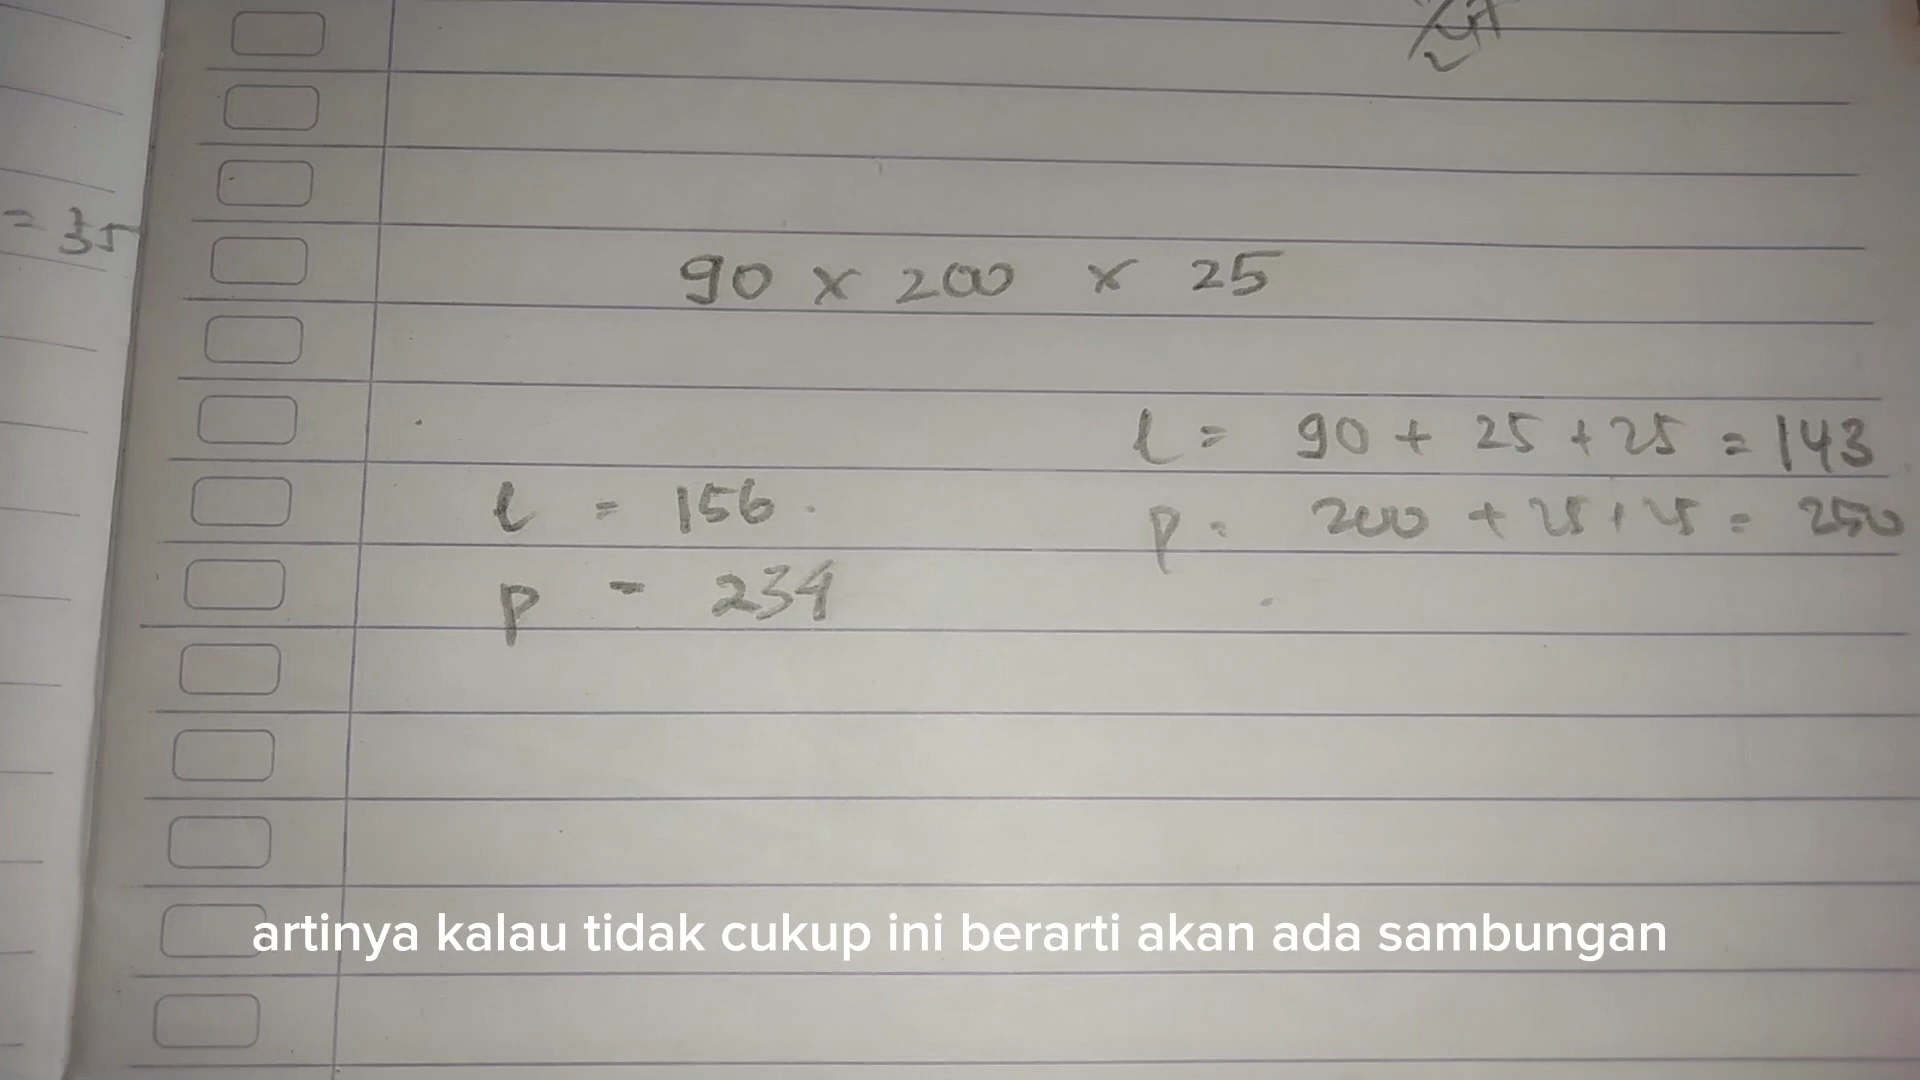 = 35
90 x 200 x 25
l = 90 + 25 + 25 = 143
p = 200 + 25 + 25 = 250
l = 156
p = 234
artinya kalau tidak cukup ini berarti akan ada sambungan